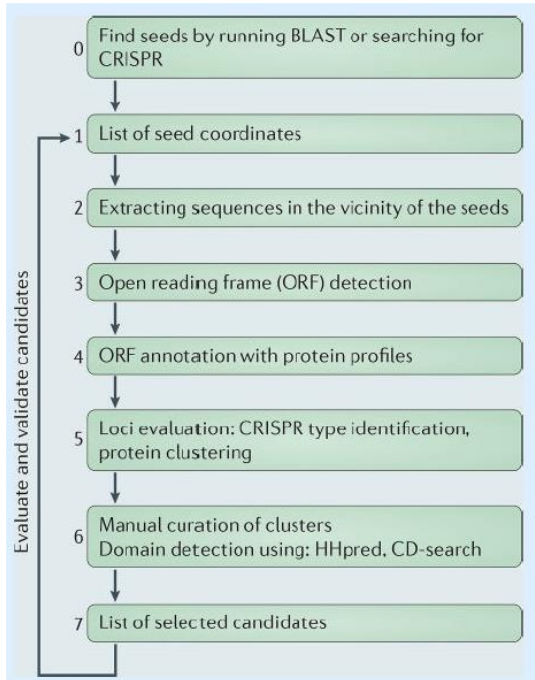 0
Find seeds by running BLAST or searching for
CRISPR
1
List of seed coordinates
2
Extracting sequences in the vicinity of the seeds
3
Open reading frame (ORF) detection
4
ORF annotation with protein profiles
5
Loci evaluation: CRISPR type identification,
protein clustering
6
Manual curation of clusters
Domain detection using: HHpred, CD-search
7
List of selected candidates
Evaluate and validate candidates